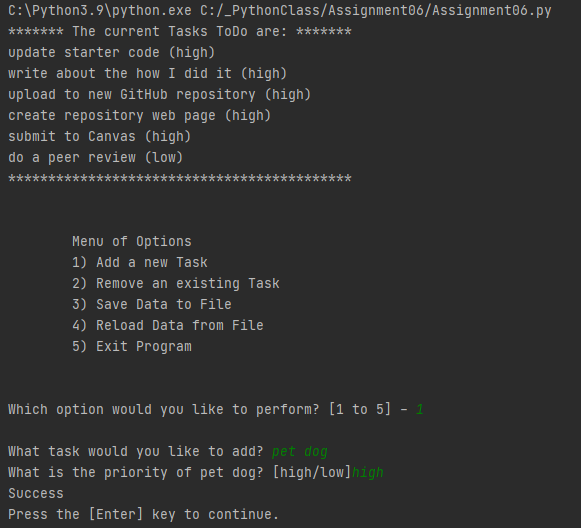 C:\Python3.9\python.exe C:/_PythonClass/Assignment06/Assignment06.py
******* The current Tasks ToDo are: *******
update starter code (high)
write about the how I did it (high)
upload to new GitHub repository (high)
create repository web page (high)
submit to Canvas (high)
do a peer review (low)
*******************************************
Menu of Options
1) Add a new Task
2) Remove an existing Task
3) Save Data to File
4) Reload Data from File
5) Exit Program
Which option would you like to perform? [1 to 5] - 1
What task would you like to add? pet dog
What is the priority of pet dog? [high/low]high
Success
Press the [Enter] key to continue.